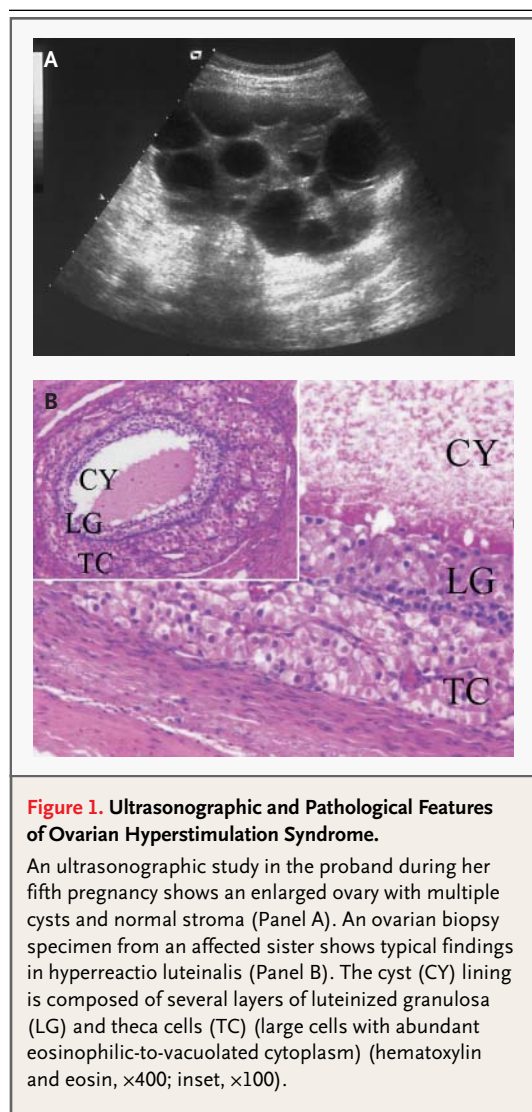 A
B
CY
LG
TC
CY
LG
TC
Figure 1. Ultrasonographic and Pathological Features
of Ovarian Hyperstimulation Syndrome.
An ultrasonographic study in the proband during her
fifth pregnancy shows an enlarged ovary with multiple
cysts and normal stroma (Panel A). An ovarian biopsy
specimen from an affected sister shows typical findings
in hyperreactio luteinalis (Panel B). The cyst (CY) lining
is composed of several layers of luteinized granulosa
(LG) and theca cells (TC) (large cells with abundant
eosinophilic-to-vacuolated cytoplasm) (hematoxylin
and eosin, ×400; inset, ×100).